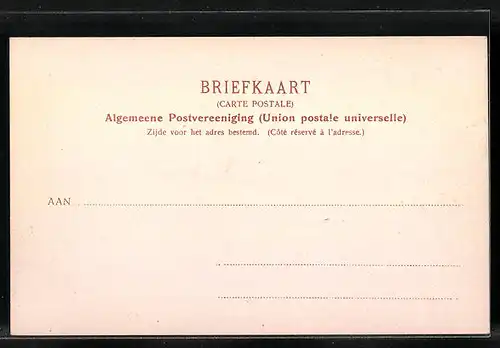 BRIEFKAART
(CARTE POSTALE)
Algemeene Postvereeniging (Union postale universelle)
Zijde voor het adres bestemd. (Côté réservé à l'adresse.)
AAN